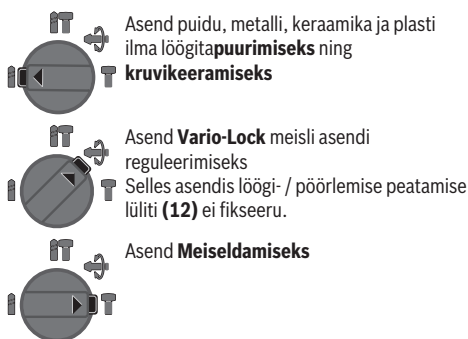 Asend puidu, metalli, keraamika ja plasti
ilma löögitapuurimiseks ning
kruvikeeramiseks
Asend Vario-Lock meisli asendi
reguleerimiseks
Selles asendis löögi- / pöörlemise peatamise
lüliti (12) ei fikseeru.
Asend Meiseldamiseks